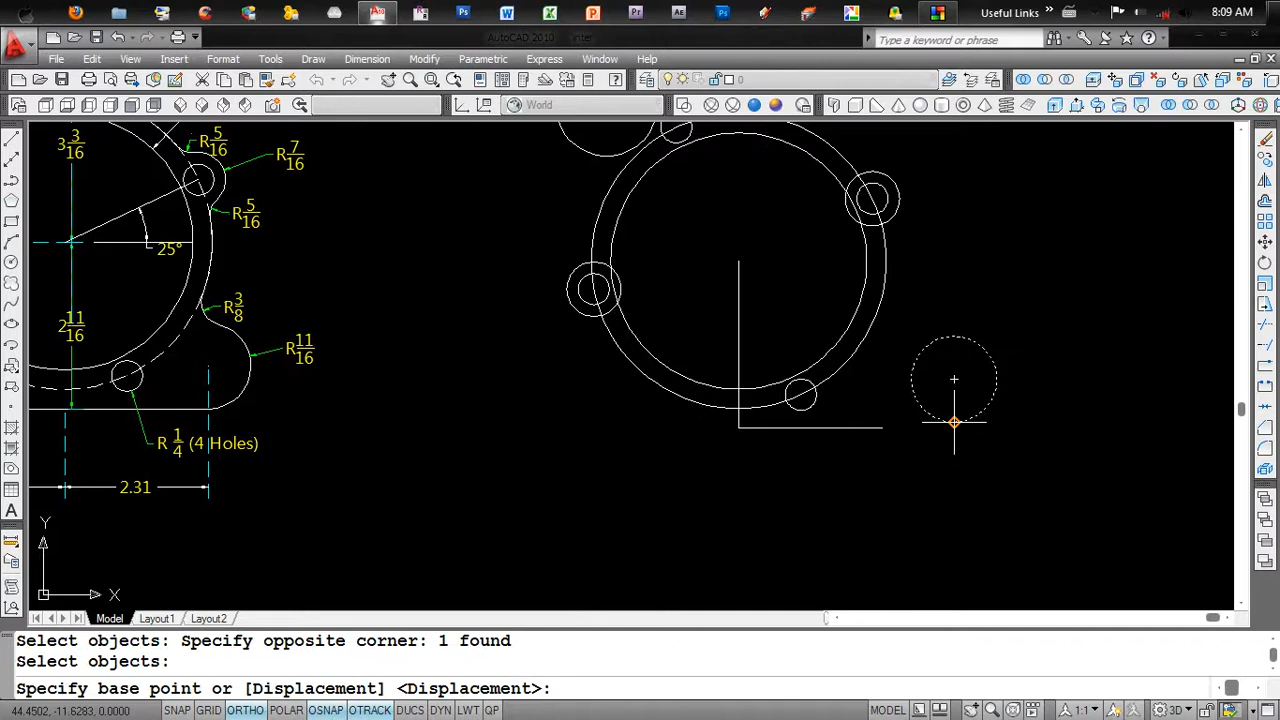 Useful Links »
8:09 AM
AutoCAD 2010
Type a keyword or phrase
File Edit View Insert Format Tools Draw Dimension Modify Parametric Express Window Help
0
World
3 3/16
R 5/16
R 7/16
R 5/16
25°
R 3/8
2 11/16
R 11/16
R 1/4 (4 Holes)
2.31
Y
X
Model Layout1 Layout2
Select objects: Specify opposite corner: 1 found
Select objects:
Specify base point or [Displacement] <Displacement>:
44.4502, -11.6283, 0.0000 SNAP GRID ORTHO POLAR OSNAP OTRACK DUCS DYN LWT QP MODEL 1:1 3D